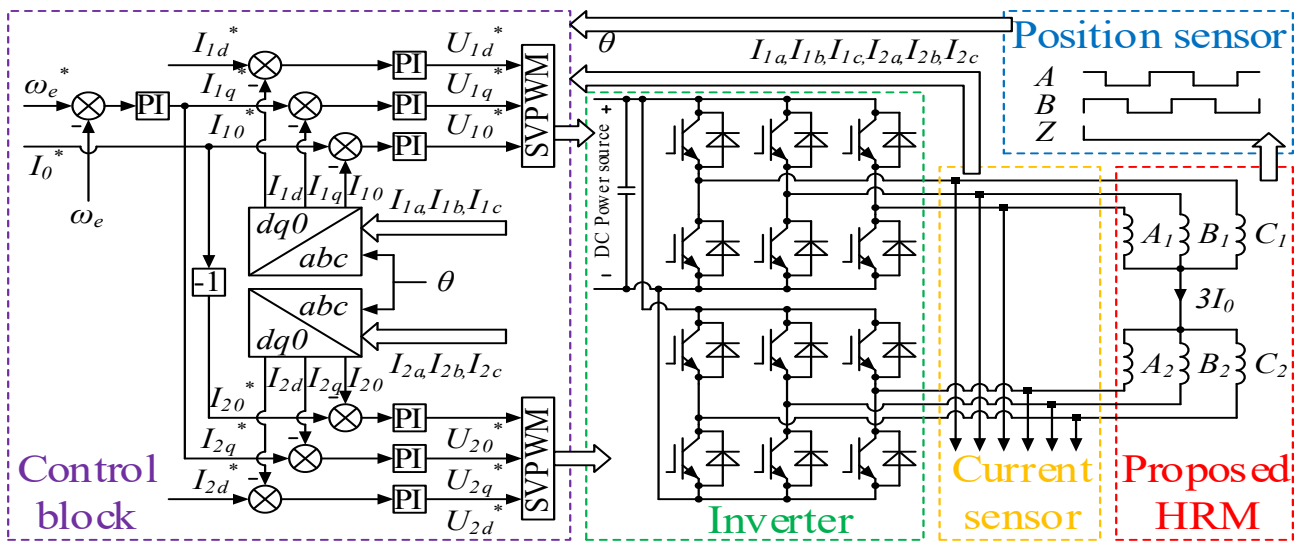 I1d*
U1d*
ωe*
PI
I1q*
PI
U1q*
I10*
PI
U10*
I0*
PI
SVPWM
ωe
I1d I1q I10
dq0
abc
I1a,I1b,I1c
-1
θ
abc
dq0
I2a,I2b,I2c
I2d I2q I20
I20*
PI
U20*
I2q*
PI
U2q*
I2d*
PI
U2d*
SVPWM
Control
block
θ
I1a,I1b,I1c,I2a,I2b,I2c
+
DC Power source
-
Inverter
Current
sensor
Position sensor
A
B
Z
A1 B1 C1
3I0
A2 B2 C2
Proposed
HRM